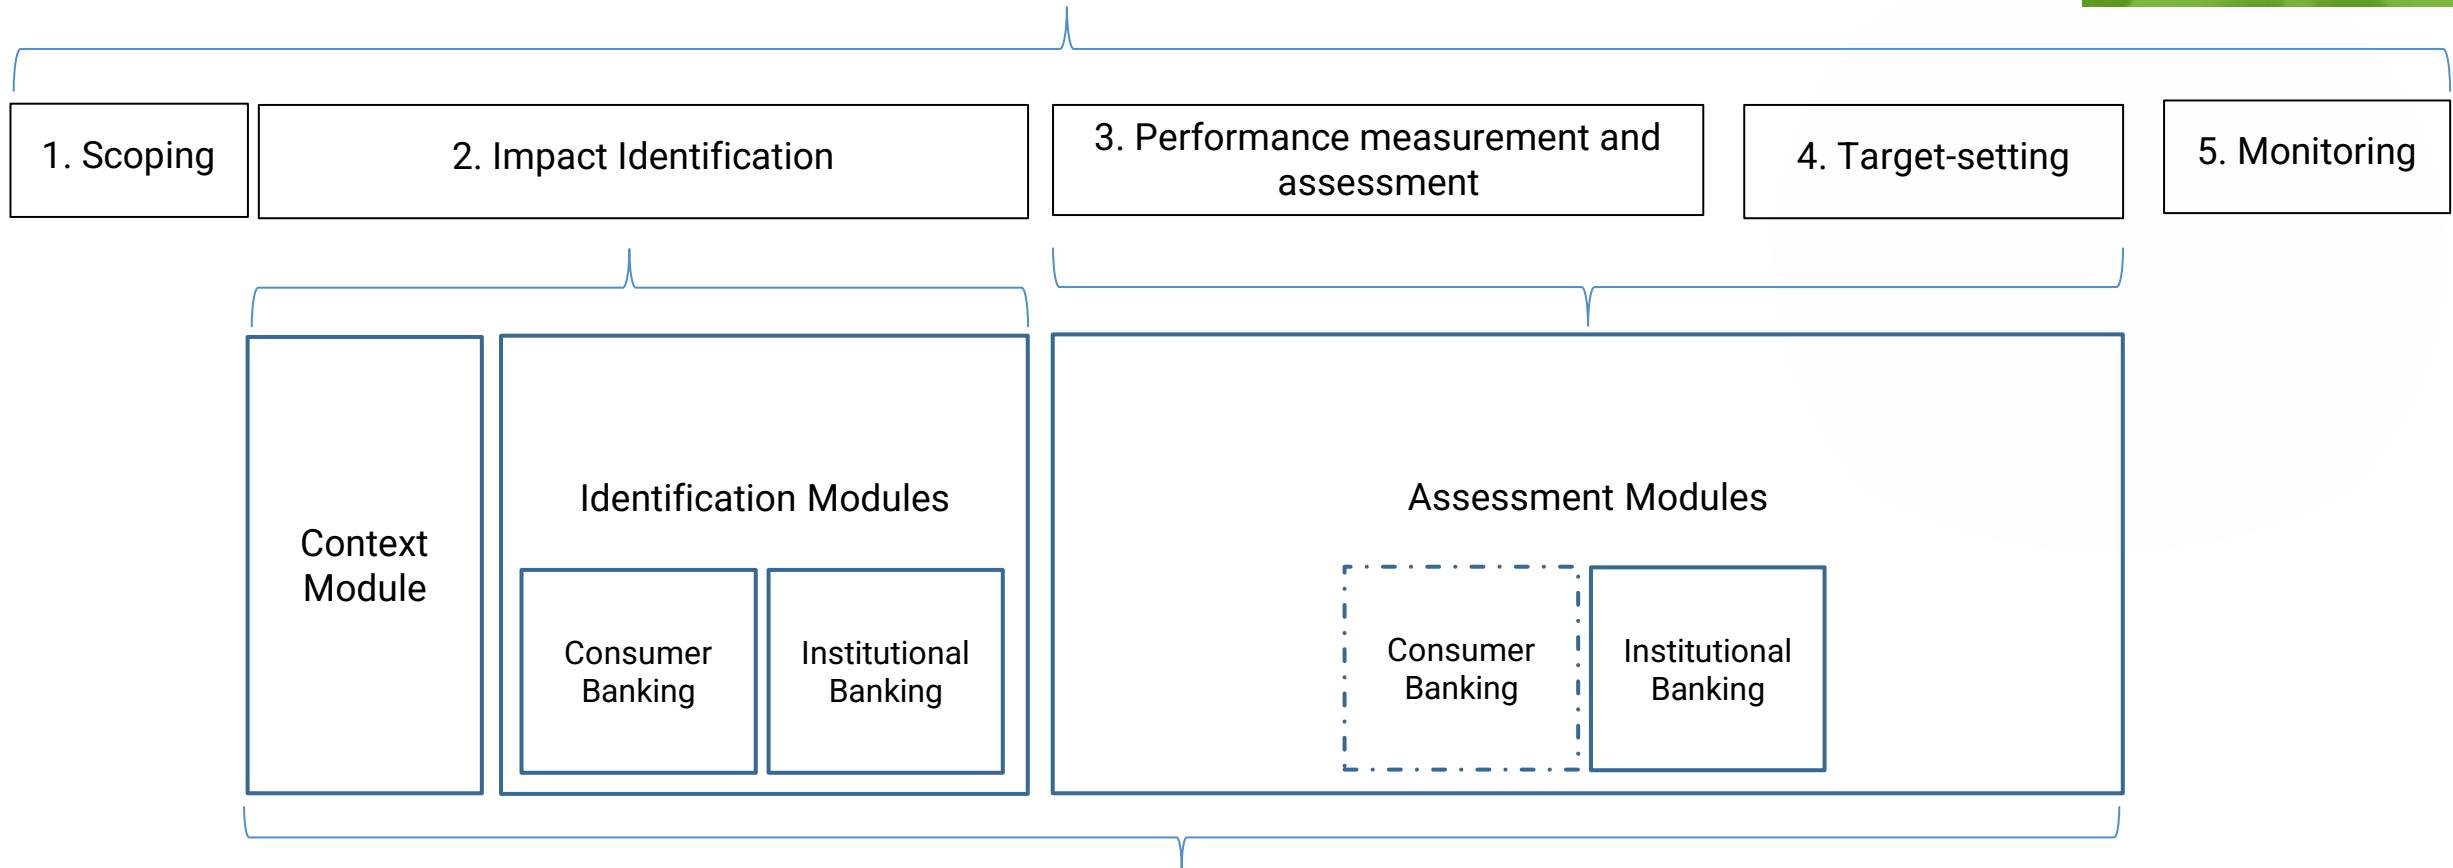 1. Scoping
2. Impact Identification
3. Performance measurement and
assessment
4. Target-setting
5. Monitoring
Context
Module
Identification Modules
Consumer
Banking
Institutional
Banking
Assessment Modules
Consumer
Banking
Institutional
Banking